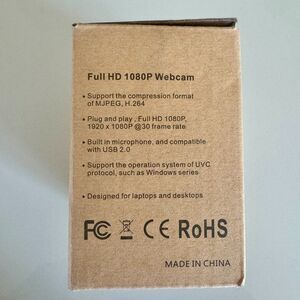 Full HD 1080P Webcam
• Support the compression format
of MJPEG, H.264
• Plug and play , Full HD 1080P,
1920 x 1080P @30 frame rate
• Built in microphone, and compatible
with USB 2.0
• Support the operation system of UVC
protocol, such as Windows series
• Designed for laptops and desktops
FC CE RoHS
MADE IN CHINA